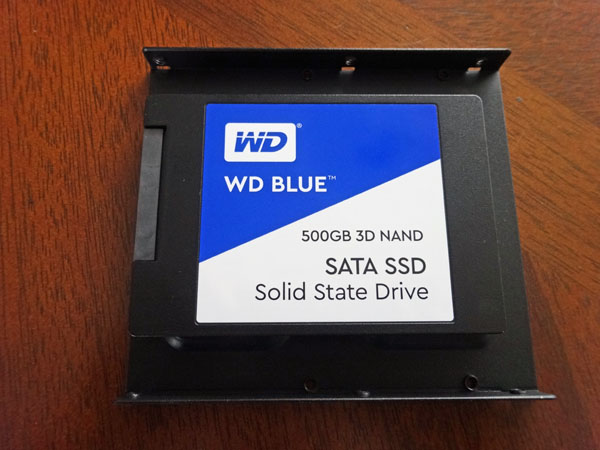 WD®
WD BLUE™
500GB 3D NAND
SATA SSD
Solid State Drive